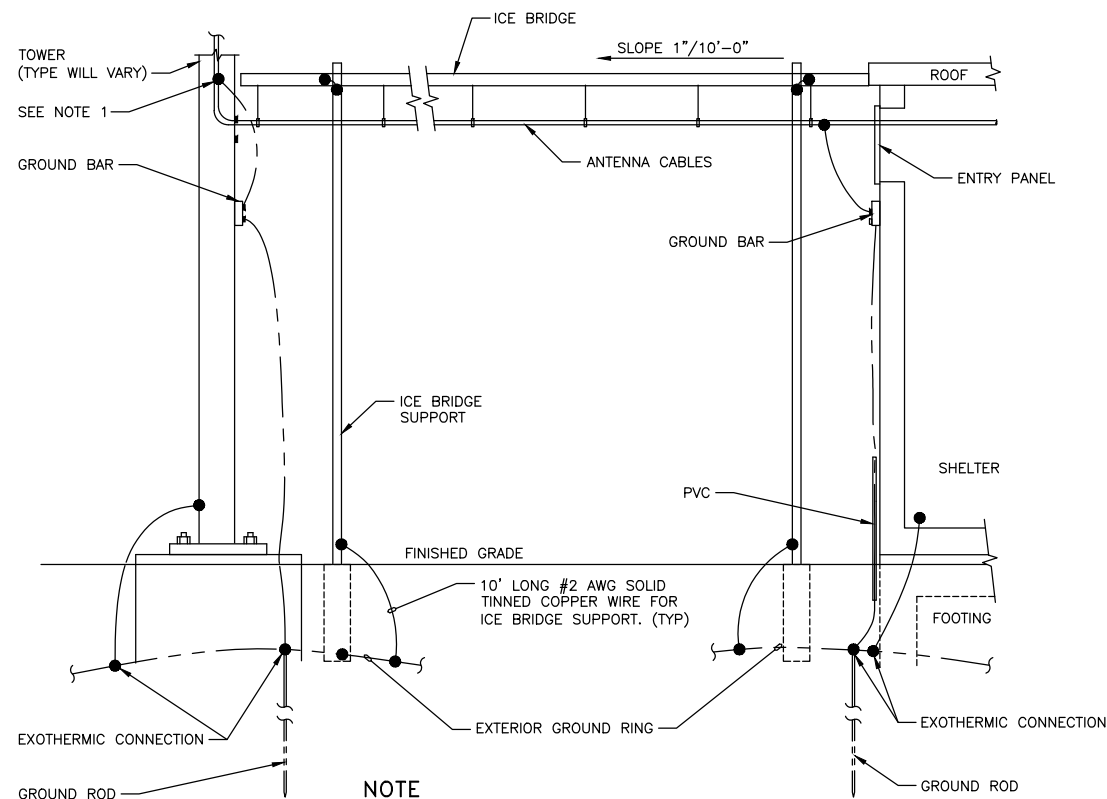 ICE BRIDGE
SLOPE 1"/10'-0"
TOWER
(TYPE WILL VARY)
ROOF
SEE NOTE 1
ANTENNA CABLES
GROUND BAR
ENTRY PANEL
GROUND BAR
ICE BRIDGE
SUPPORT
SHELTER
PVC
FINISHED GRADE
10' LONG #2 AWG SOLID
TINNED COPPER WIRE FOR
ICE BRIDGE SUPPORT. (TYP)
FOOTING
EXTERIOR GROUND RING
EXOTHERMIC CONNECTION
EXOTHERMIC CONNECTION
GROUND ROD
NOTE
GROUND ROD